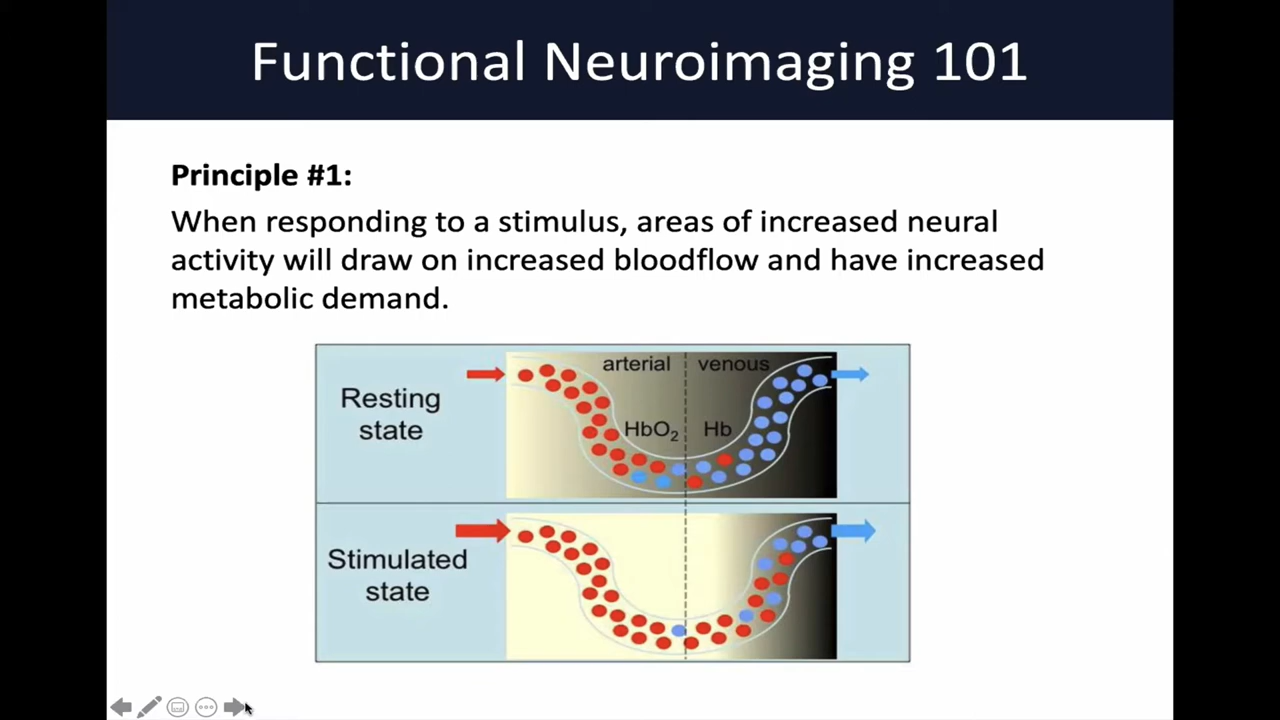 Functional Neuroimaging 101
Principle #1:
When responding to a stimulus, areas of increased neural
activity will draw on increased bloodflow and have increased
metabolic demand.
Resting
state
arterial
venous
HbO₂
Hb
Stimulated
state